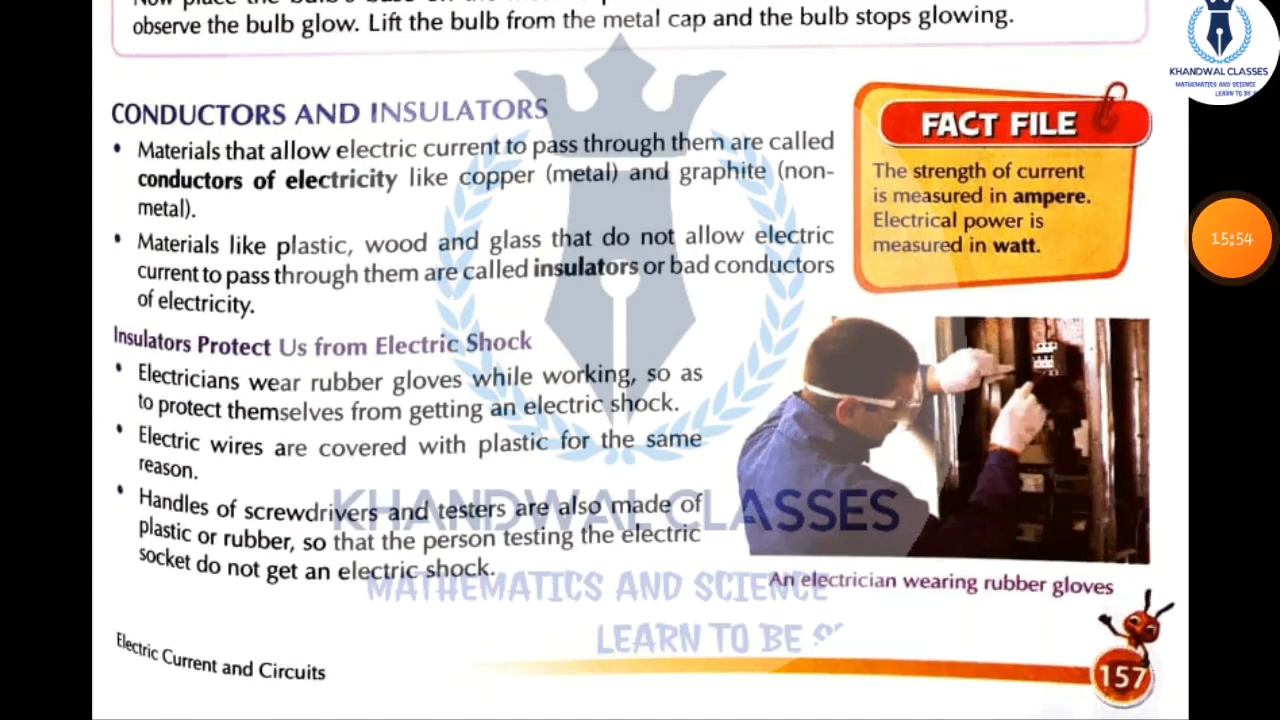 observe the bulb glow. Lift the bulb from the metal cap and the bulb stops glowing.
KHANDWAL CLASSES
MATHEMATICS AND SCIENCE
LEARN TO BE
CONDUCTORS AND INSULATORS
• Materials that allow electric current to pass through them are called
conductors of electricity like copper (metal) and graphite (non-
metal).
• Materials like plastic, wood and glass that do not allow electric
current to pass through them are called insulators or bad conductors
of electricity.
FACT FILE
The strength of current
is measured in ampere.
Electrical power is
measured in watt.
15:54
Insulators Protect Us from Electric Shock
• Electricians wear rubber gloves while working, so as
to protect themselves from getting an electric shock.
• Electric wires are covered with plastic for the same
reason.
• Handles of screwdrivers and testers are also made of
plastic or rubber, so that the person testing the electric
socket do not get an electric shock.
An electrician wearing rubber gloves
KHANDWAL CLASSES
MATHEMATICS AND SCIENCE
LEARN TO BE
Electric Current and Circuits
157